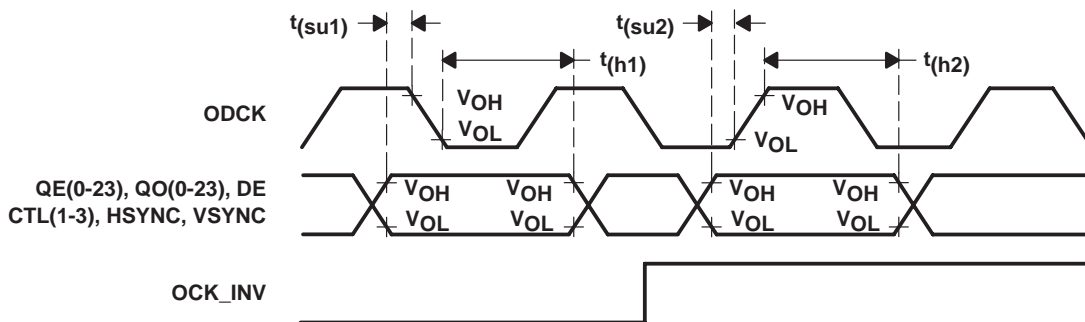 t(su1)
t(su2)
t(h1)
t(h2)
ODCK
VOH
VOL
VOH
VOL
QE(0-23), QO(0-23), DE
CTL(1-3), HSYNC, VSYNC
VOH
VOH
VOH
VOH
VOL
VOL
VOL
VOL
OCK_INV